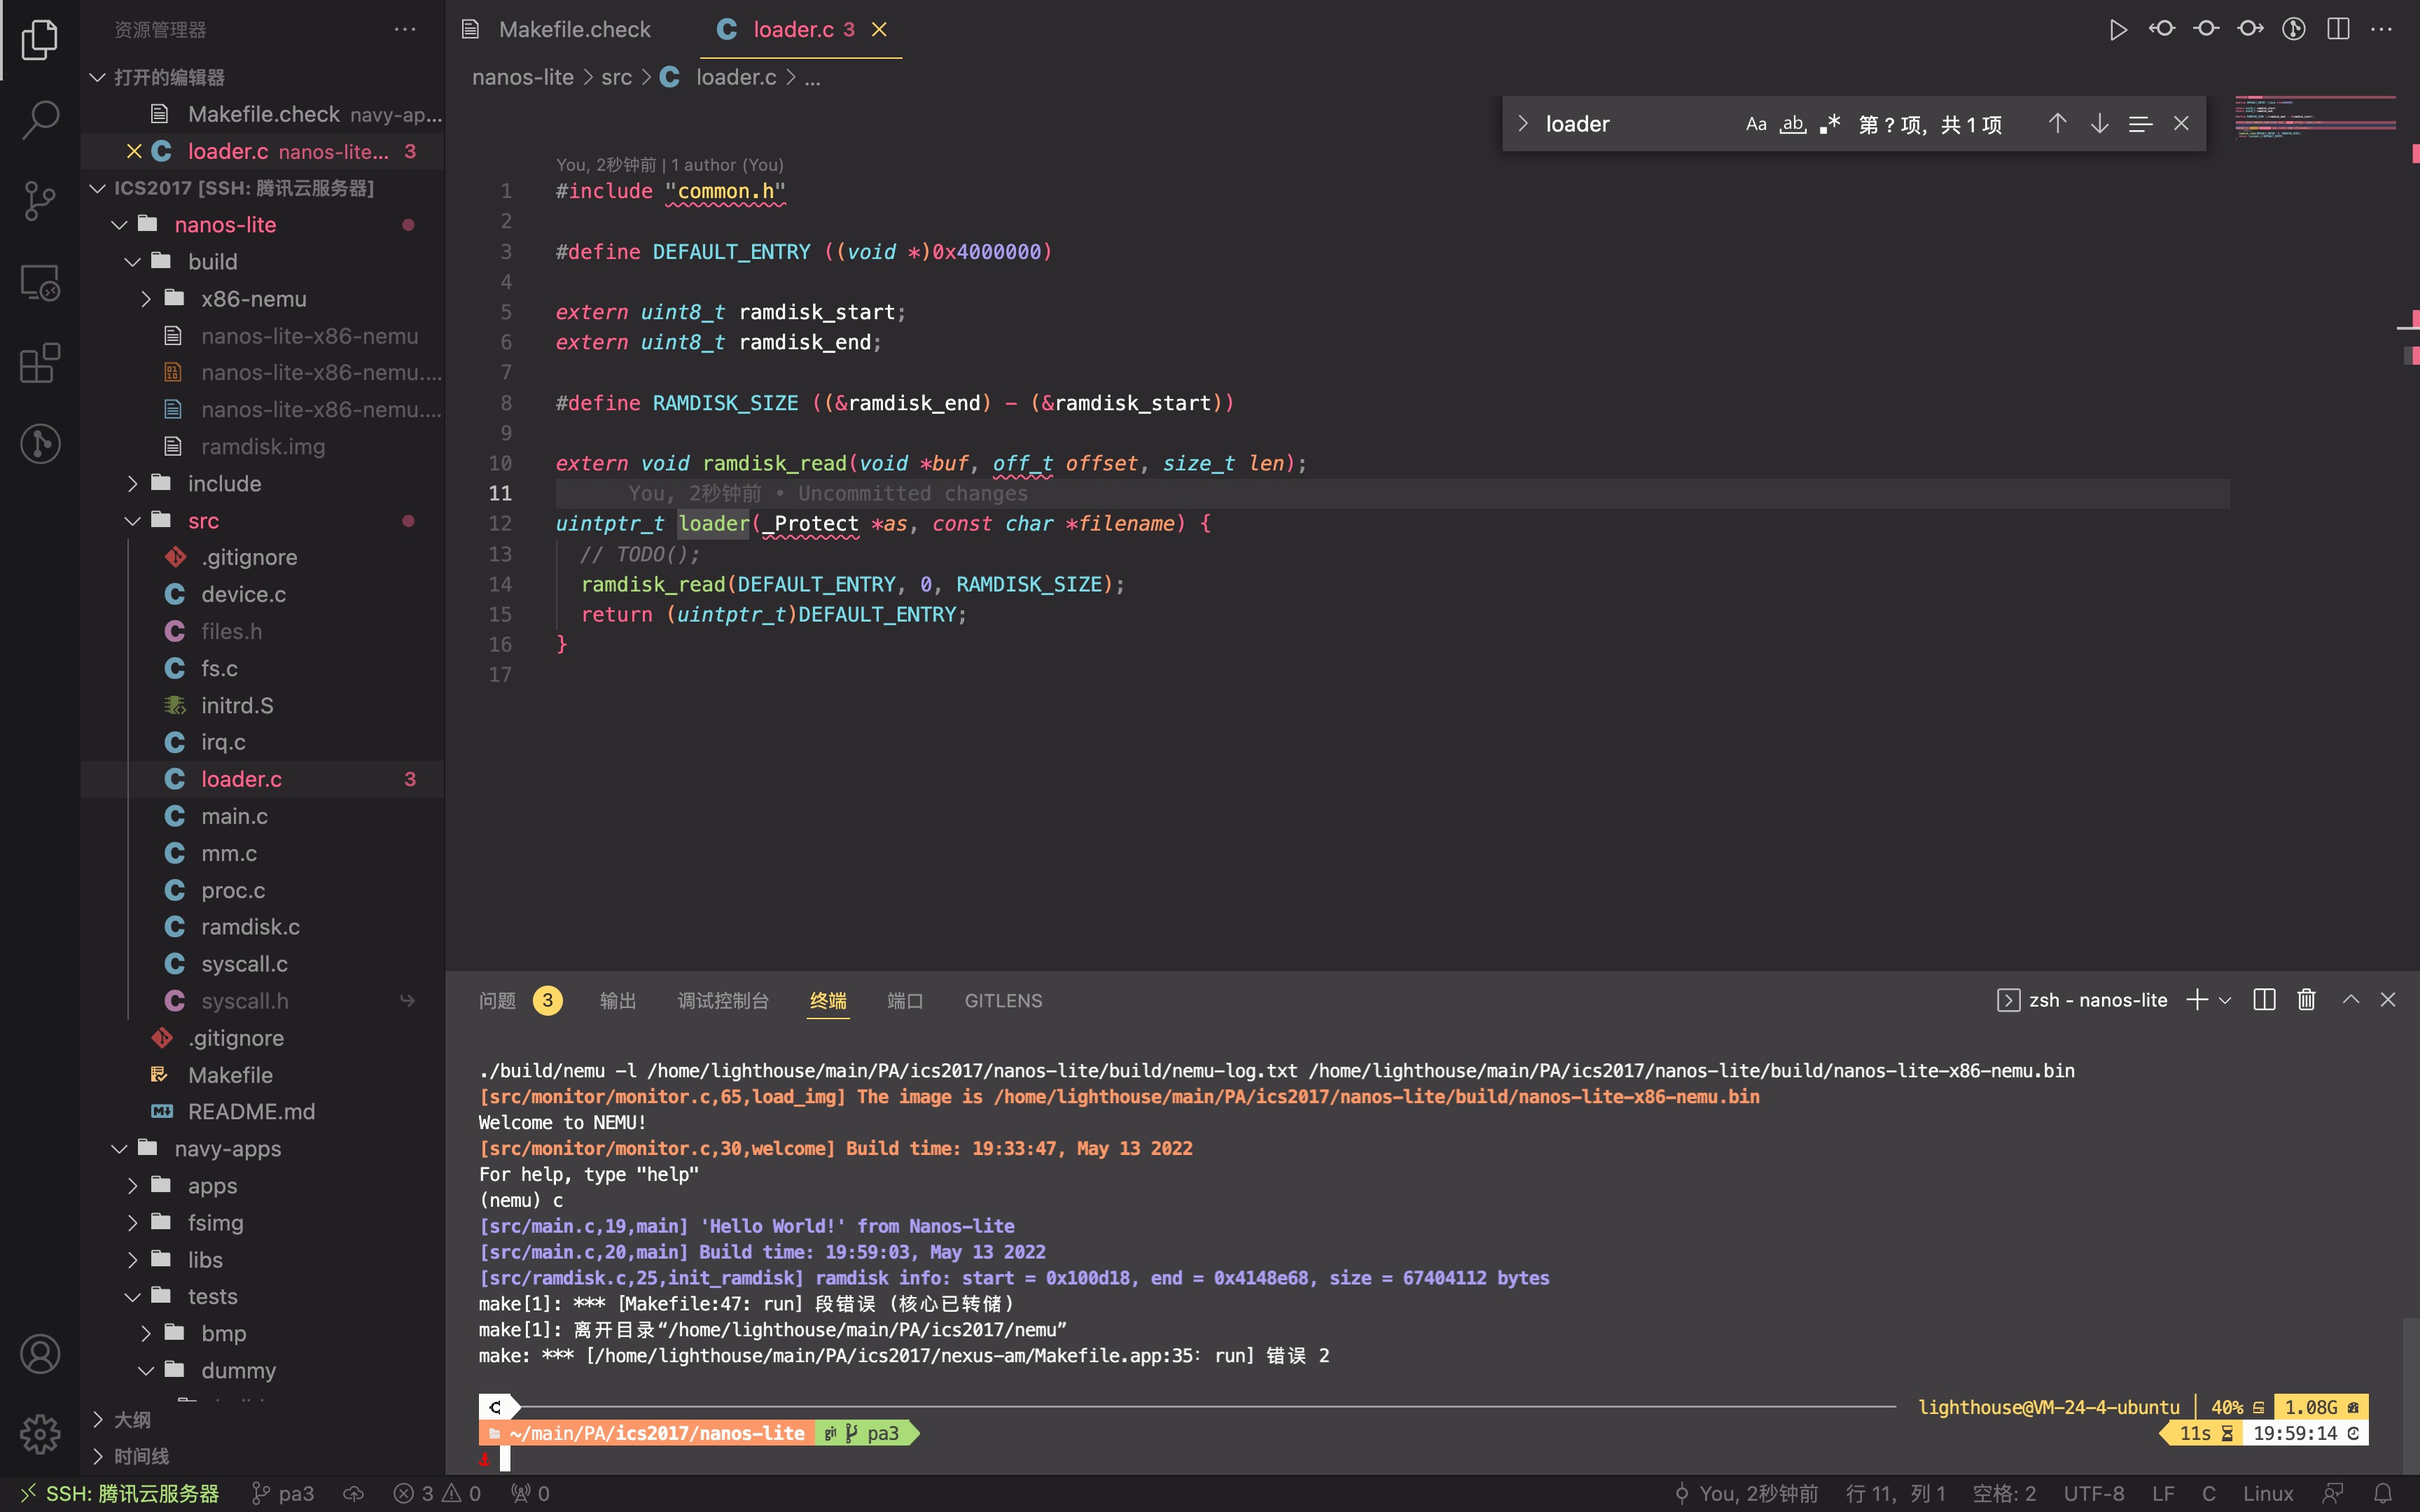 资源管理器
打开的编辑器
Makefile.check navy-ap...
loader.c nanos-lite... 3
ICS2017 [SSH: 腾讯云服务器]
nanos-lite
build
x86-nemu
nanos-lite-x86-nemu
nanos-lite-x86-nemu....
nanos-lite-x86-nemu....
ramdisk.img
include
src
.gitignore
device.c
files.h
fs.c
initrd.S
irq.c
loader.c 3
main.c
mm.c
proc.c
ramdisk.c
syscall.c
syscall.h
.gitignore
Makefile
README.md
navy-apps
apps
fsimg
libs
tests
bmp
dummy
大纲
时间线
Makefile.check
loader.c 3
nanos-lite > src > loader.c > ...
loader Aa ab 第 ? 项, 共 1 项
You, 2秒钟前 | 1 author (You)
1 #include "common.h"
2
3 #define DEFAULT_ENTRY ((void *)0x4000000)
4
5 extern uint8_t ramdisk_start;
6 extern uint8_t ramdisk_end;
7
8 #define RAMDISK_SIZE ((&ramdisk_end) - (&ramdisk_start))
9
10 extern void ramdisk_read(void *buf, off_t offset, size_t len);
11 You, 2秒钟前 • Uncommitted changes
12 uintptr_t loader(_Protect *as, const char *filename) {
13 // TODO();
14 ramdisk_read(DEFAULT_ENTRY, 0, RAMDISK_SIZE);
15 return (uintptr_t)DEFAULT_ENTRY;
16 }
17
问题 3 输出 调试控制台 终端 端口 GITLENS
zsh - nanos-lite
./build/nemu -l /home/lighthouse/main/PA/ics2017/nanos-lite/build/nemu-log.txt /home/lighthouse/main/PA/ics2017/nanos-lite/build/nanos-lite-x86-nemu.bin
[src/monitor/monitor.c,65,load_img] The image is /home/lighthouse/main/PA/ics2017/nanos-lite/build/nanos-lite-x86-nemu.bin
Welcome to NEMU!
[src/monitor/monitor.c,30,welcome] Build time: 19:33:47, May 13 2022
For help, type "help"
(nemu) c
[src/main.c,19,main] 'Hello World!' from Nanos-lite
[src/main.c,20,main] Build time: 19:59:03, May 13 2022
[src/ramdisk.c,25,init_ramdisk] ramdisk info: start = 0x100d18, end = 0x4148e68, size = 67404112 bytes
make[1]: *** [Makefile:47: run] 段错误 (核心已转储)
make[1]: 离开目录“/home/lighthouse/main/PA/ics2017/nemu”
make: *** [/home/lighthouse/main/PA/ics2017/nexus-am/Makefile.app:35: run] 错误 2
lighthouse@VM-24-4-ubuntu 40% 1.08G
~/main/PA/ics2017/nanos-lite git pa3
11s 19:59:14
SSH: 腾讯云服务器 pa3 3 0 0
You, 2秒钟前 行 11, 列 1 空格: 2 UTF-8 LF C Linux